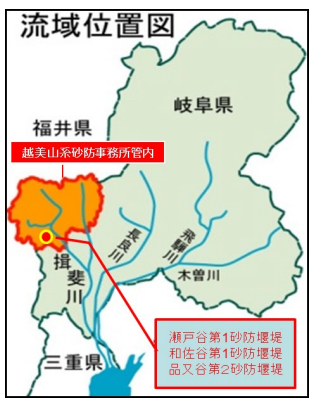 流域位置図
岐阜県
福井県
越美山系砂防事務所管内
揖斐川
長良川
飛騨川
木曽川
瀬戸谷第1砂防堰堤
和佐谷第1砂防堰堤
品又谷第2砂防堰堤
三重県